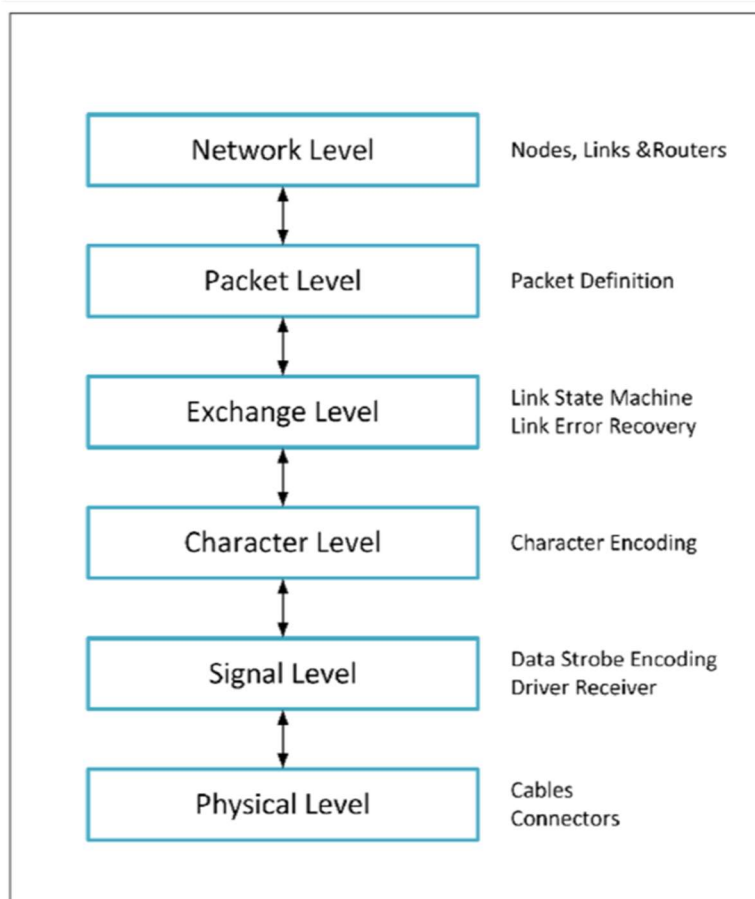 Network Level
Nodes, Links &Routers
Packet Level
Packet Definition
Exchange Level
Link State Machine
Link Error Recovery
Character Level
Character Encoding
Signal Level
Data Strobe Encoding
Driver Receiver
Physical Level
Cables
Connectors